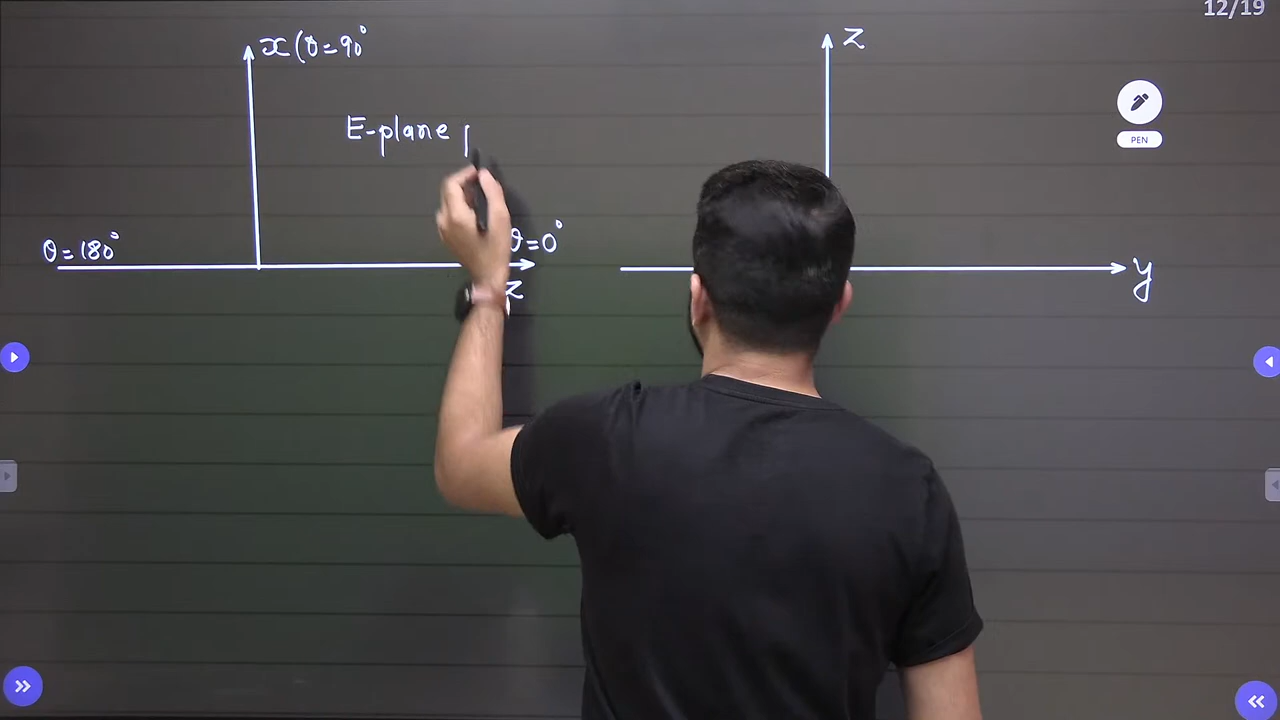 12/19
x (θ=90°
z
E-plane
PEN
θ=180°
θ=0°
z
y